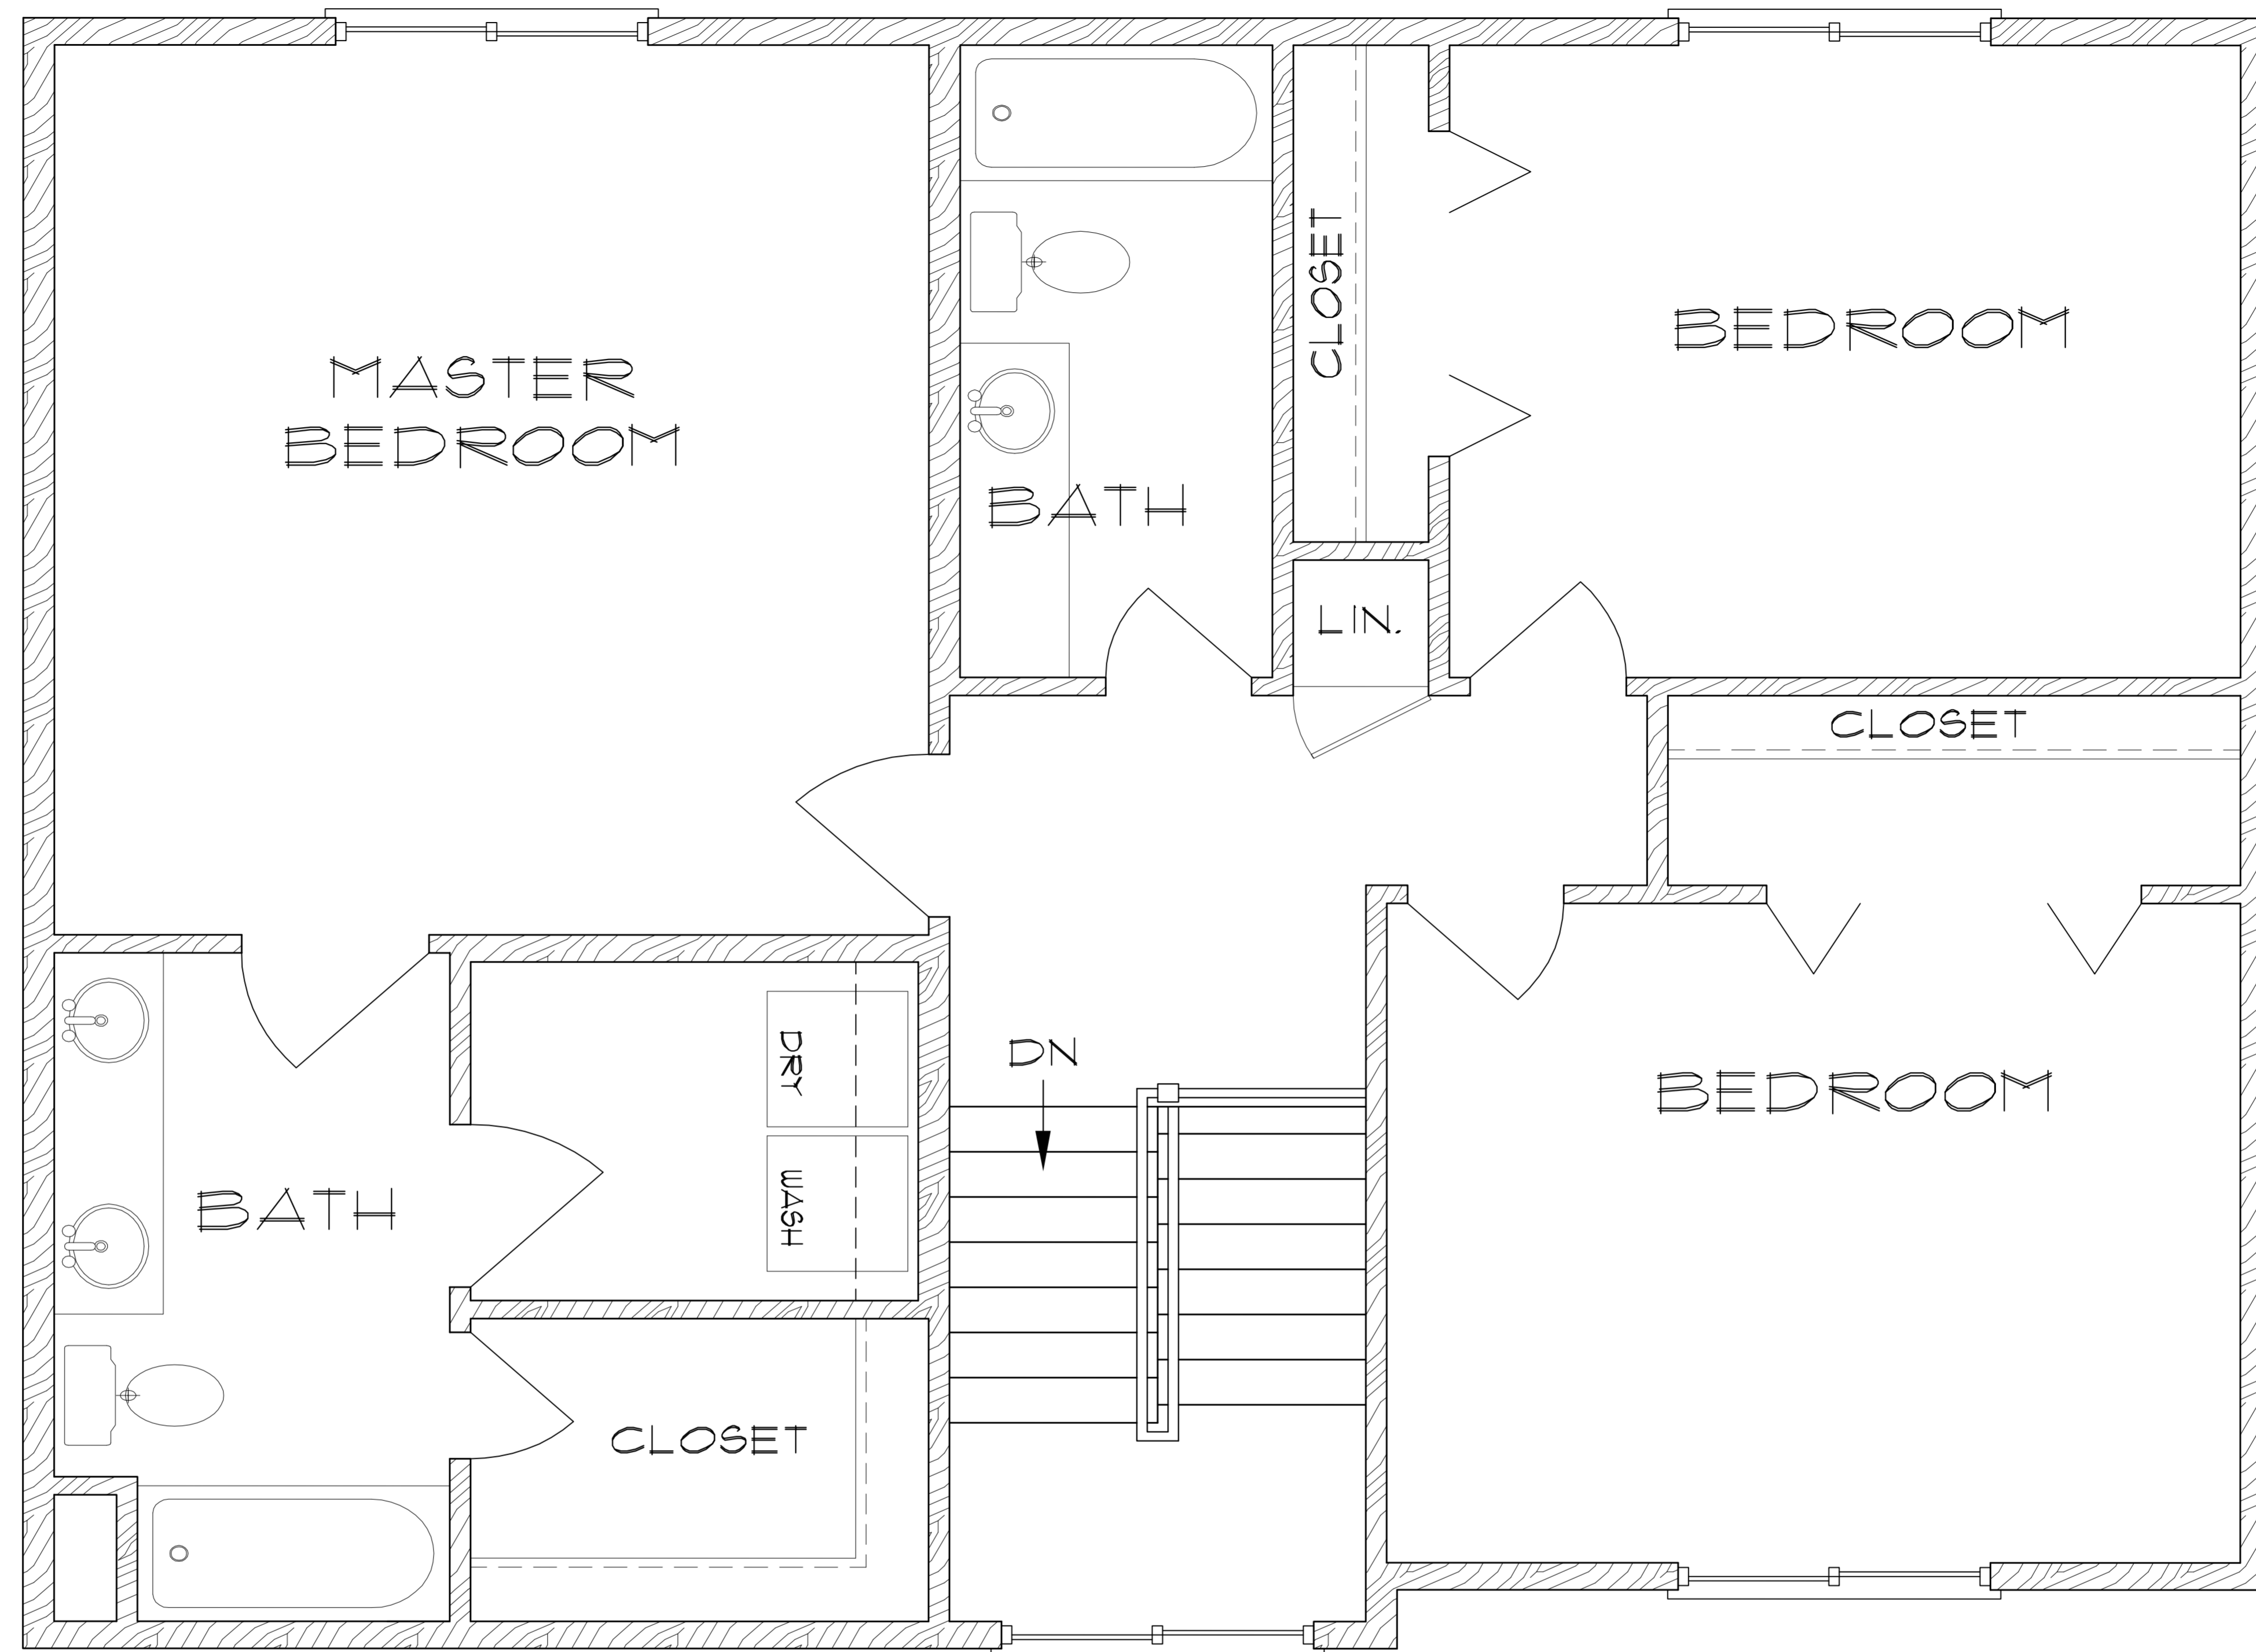 MASTER
BEDROOM
BATH
CLOSET
BEDROOM
LIN.
CLOSET
DRY
WASH
DN
BEDROOM
BATH
CLOSET